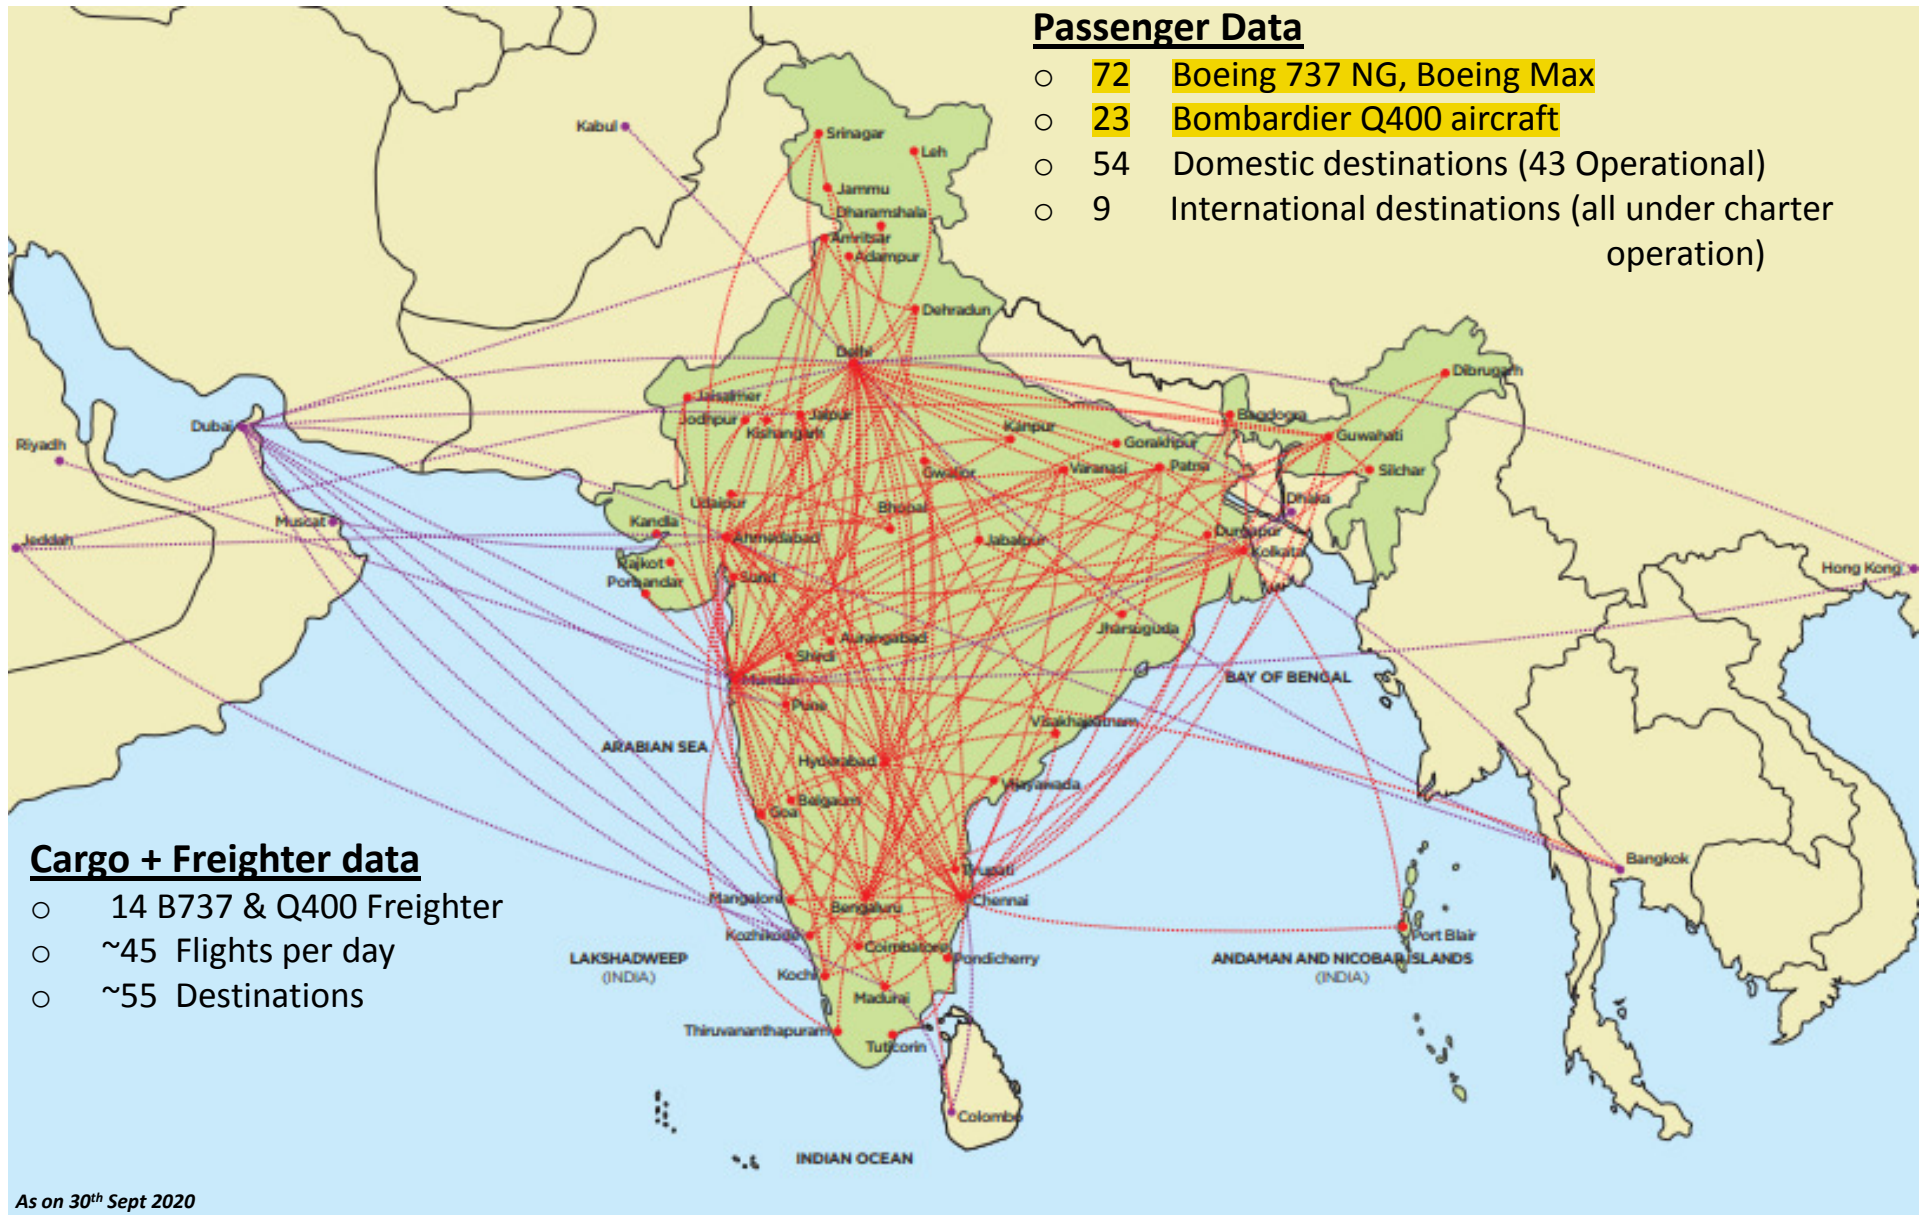 Passenger Data
○ 72 Boeing 737 NG, Boeing Max
○ 23 Bombardier Q400 aircraft
○ 54 Domestic destinations (43 Operational)
○ 9 International destinations (all under charter
operation)
Kabul
Srinagar
Leh
Jammu
Dharamshala
Amritsar
Adampur
Dehradun
Delhi
Dibrugarh
Jaisalmer
Jodhpur
Jaipur
Kishangarh
Kanpur
Gorakhpur
Bagdogra
Guwahati
Dubai
Riyadh
Gwalior
Varanasi
Patna
Silchar
Udaipur
Bhopal
Dhaka
Muscat
Kandla
Jeddah
Ahmedabad
Jabalpur
Durgapur
Kolkata
Rajkot
Surat
Porbandar
Hong Kong
Jharsuguda
Aurangabad
Shirdi
Mumbai
BAY OF BENGAL
Pune
Visakhapatnam
ARABIAN SEA
Hyderabad
Vijayawada
Belgaum
Goa
Cargo + Freighter data
○ 14 B737 & Q400 Freighter
○ ~45 Flights per day
○ ~55 Destinations
Bangkok
Tirupati
Mangalore
Bengaluru
Chennai
Kozhikode
Coimbatore
Port Blair
LAKSHADWEEP
(INDIA)
Pondicherry
ANDAMAN AND NICOBAR ISLANDS
(INDIA)
Kochi
Madurai
Thiruvananthapuram
Tuticorin
Colombo
INDIAN OCEAN
As on 30th Sept 2020